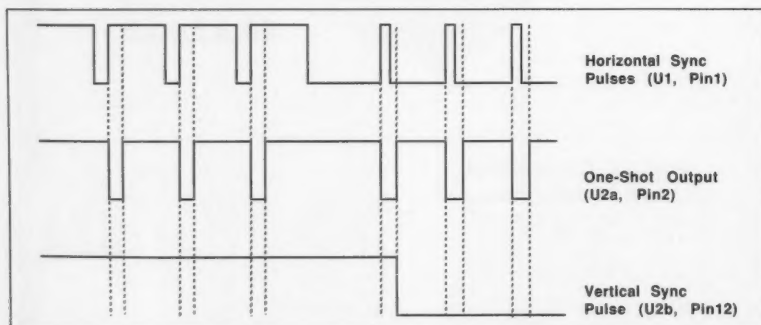 Horizontal Sync
Pulses (U1, Pin1)
One-Shot Output
(U2a, Pin2)
Vertical Sync
Pulse (U2b, Pin12)